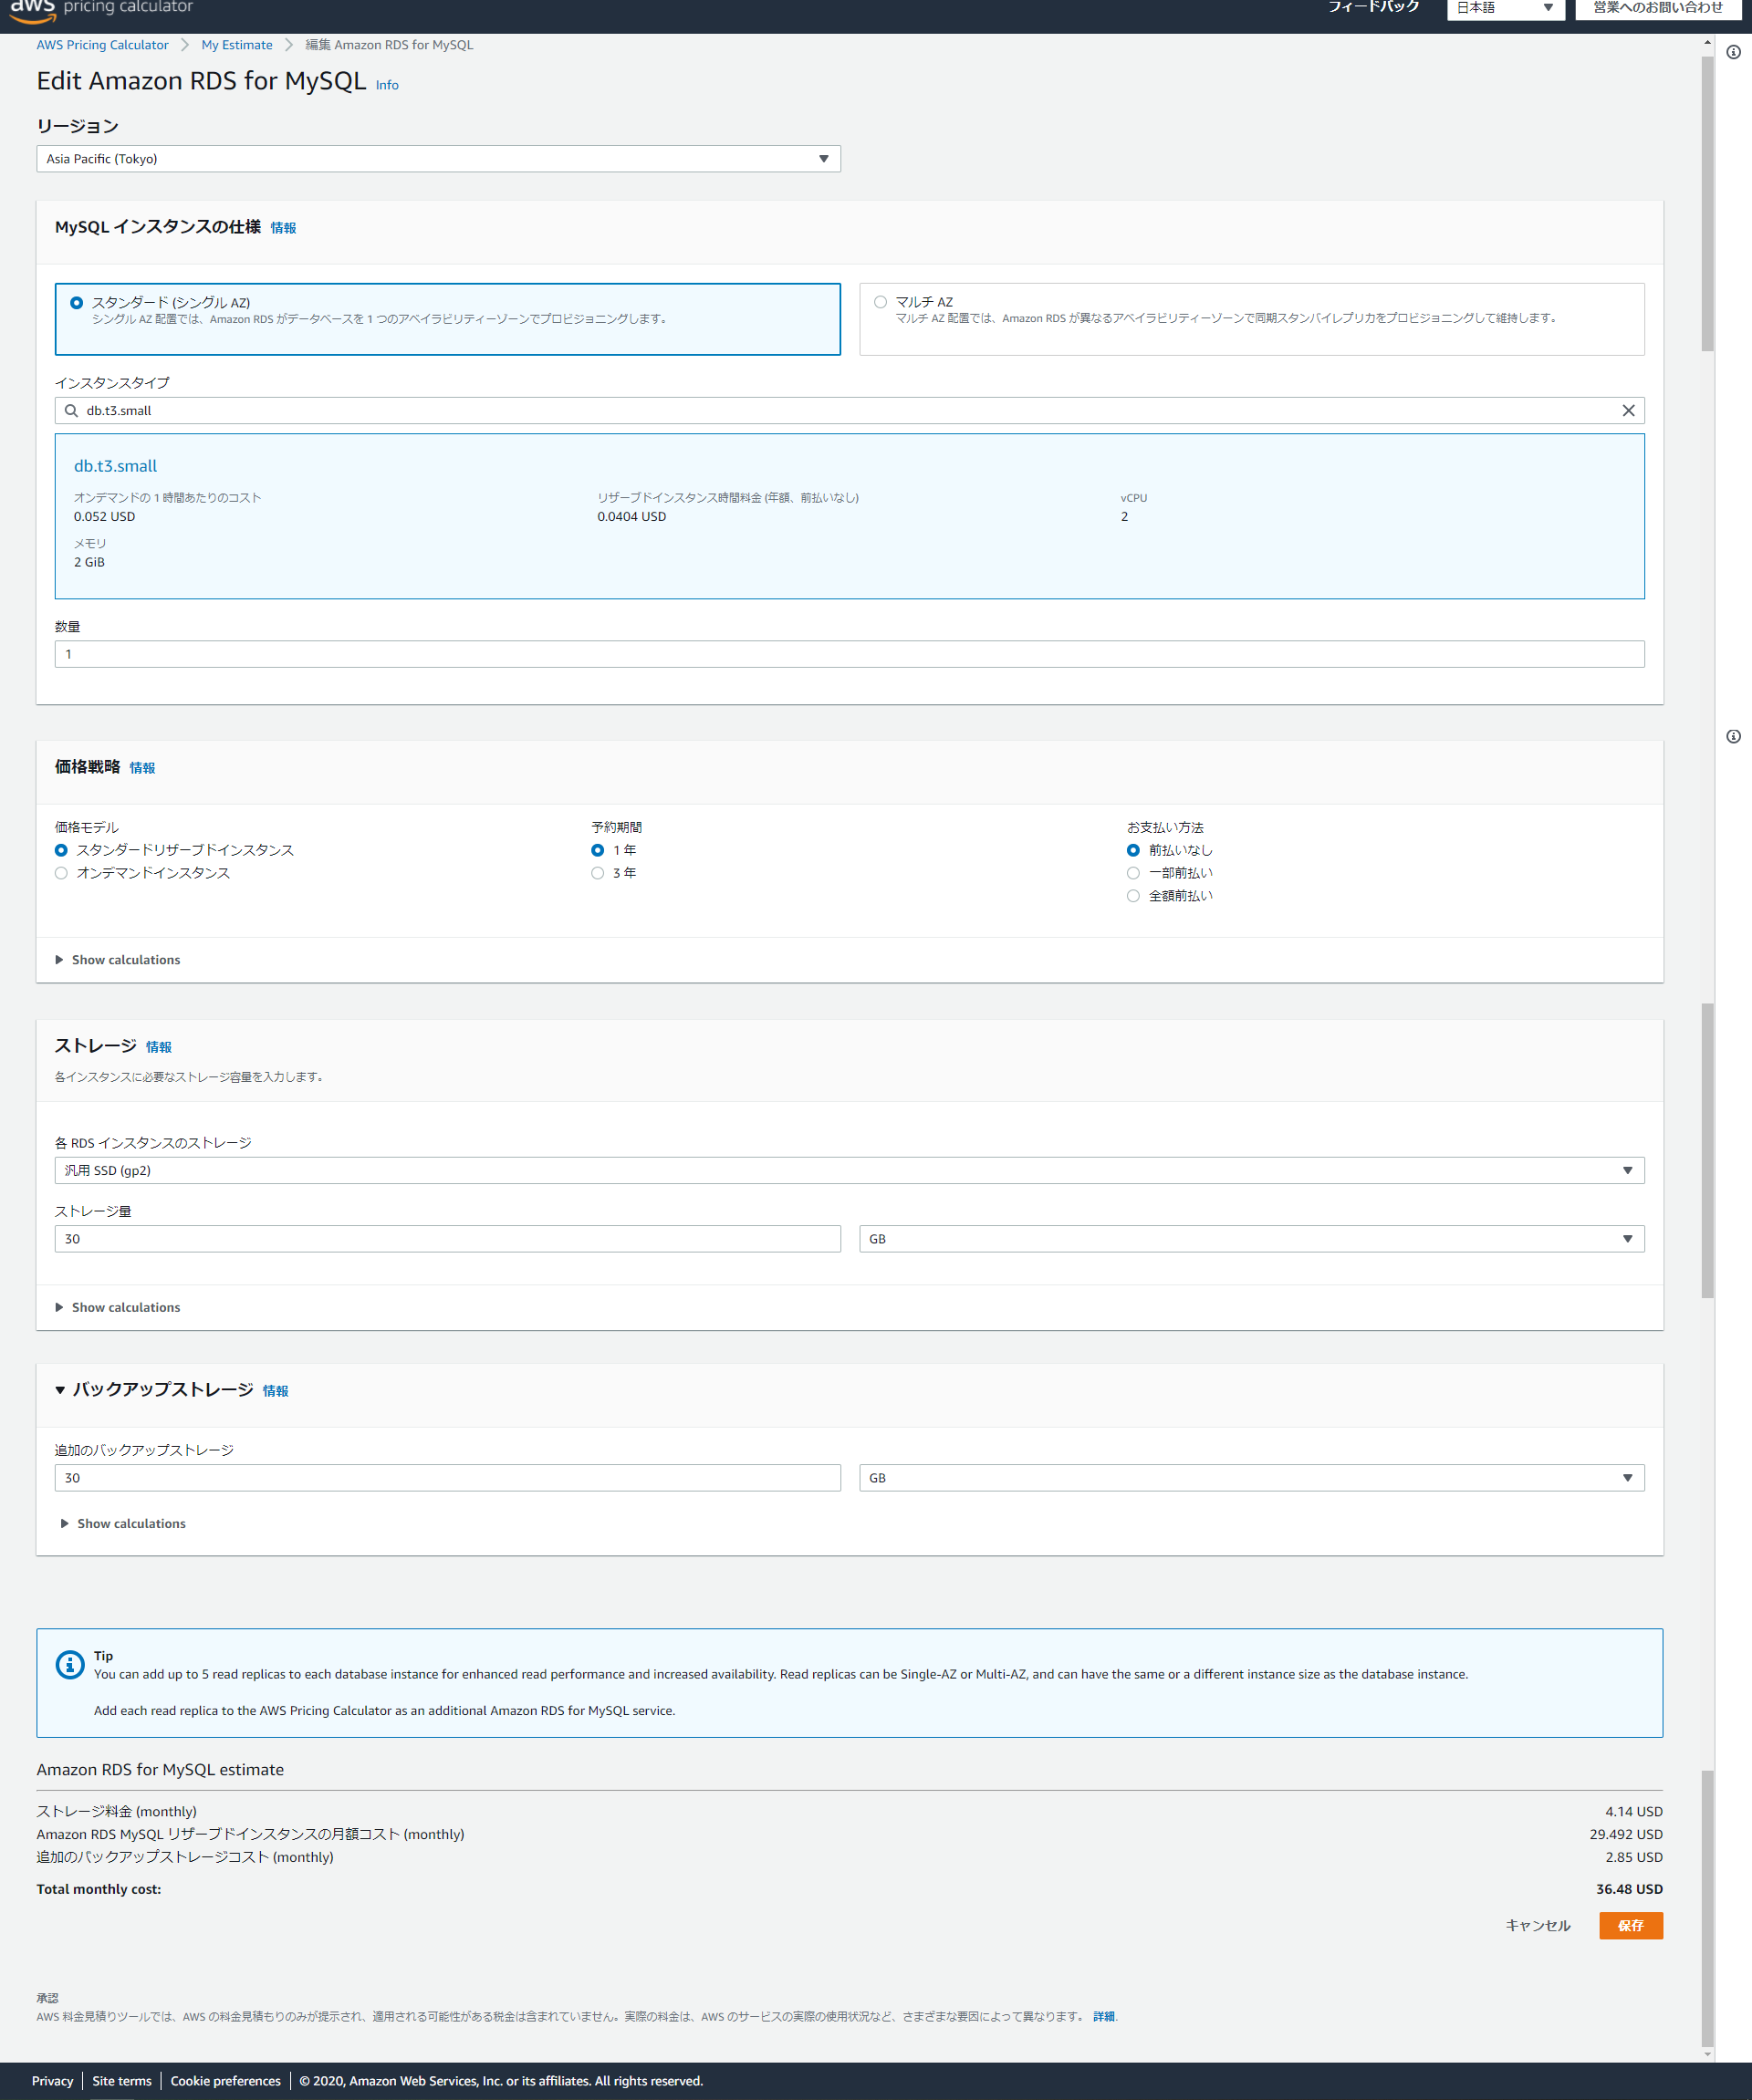 aws pricing calculator
フィードバック
日本語
営業へのお問い合わせ
AWS Pricing Calculator
My Estimate
編集 Amazon RDS for MySQL
Edit Amazon RDS for MySQL Info
リージョン
Asia Pacific (Tokyo)
MySQL インスタンスの仕様 情報
スタンダード (シングル AZ)
シングル AZ 配置では、Amazon RDS がデータベースを 1 つのアベイラビリティーゾーンでプロビジョニングします。
マルチ AZ
マルチ AZ 配置では、Amazon RDS が異なるアベイラビリティーゾーンで同期スタンバイレプリカをプロビジョニングして維持します。
インスタンスタイプ
db.t3.small
db.t3.small
オンデマンドの 1 時間あたりのコスト
0.052 USD
リザーブドインスタンス時間料金 (年額、前払いなし)
0.0404 USD
vCPU
2
メモリ
2 GiB
数量
1
価格戦略 情報
価格モデル
スタンダードリザーブドインスタンス
オンデマンドインスタンス
予約期間
1 年
3 年
お支払い方法
前払いなし
一部前払い
全額前払い
Show calculations
ストレージ 情報
各インスタンスに必要なストレージ容量を入力します。
各 RDS インスタンスのストレージ
汎用 SSD (gp2)
ストレージ量
30
GB
Show calculations
バックアップストレージ 情報
追加のバックアップストレージ
30
GB
Show calculations
Tip
You can add up to 5 read replicas to each database instance for enhanced read performance and increased availability. Read replicas can be Single-AZ or Multi-AZ, and can have the same or a different instance size as the database instance.
Add each read replica to the AWS Pricing Calculator as an additional Amazon RDS for MySQL service.
Amazon RDS for MySQL estimate
ストレージ料金 (monthly) 4.14 USD
Amazon RDS MySQL リザーブドインスタンスの月額コスト (monthly) 29.492 USD
追加のバックアップストレージコスト (monthly) 2.85 USD
Total monthly cost: 36.48 USD
キャンセル
保存
承認
AWS 料金見積りツールでは、AWS の料金見積もりのみが提示され、適用される可能性がある税金は含まれていません。実際の料金は、AWS のサービスの実際の使用状況など、さまざまな要因によって異なります。 詳細.
Privacy
Site terms
Cookie preferences
© 2020, Amazon Web Services, Inc. or its affiliates. All rights reserved.